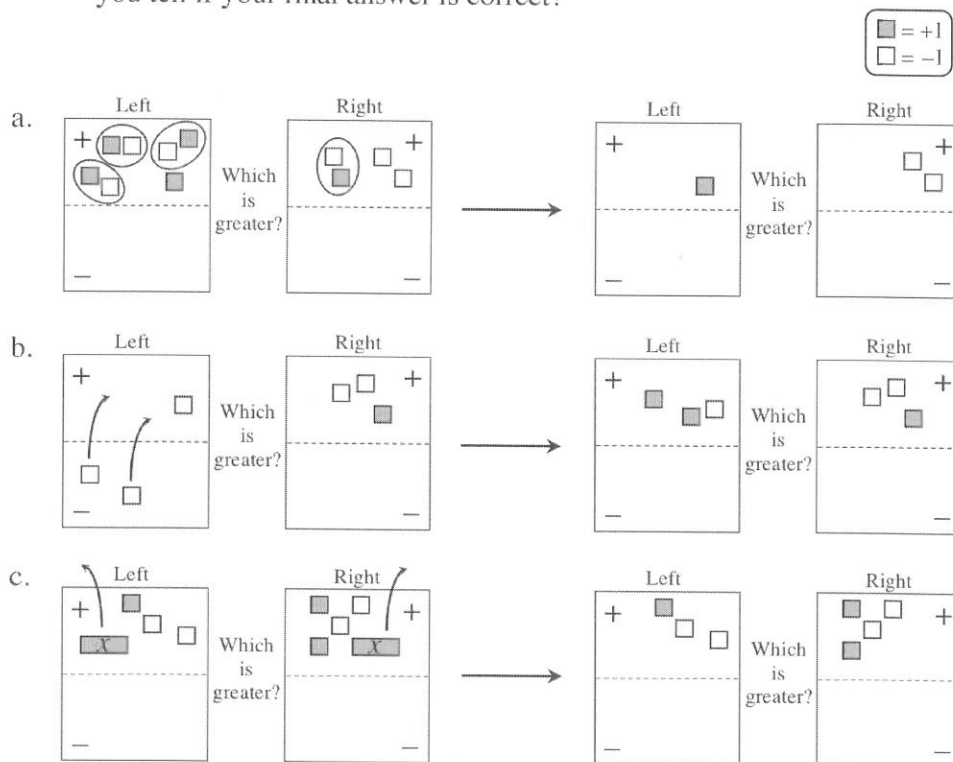 you tell if your final answer is correct?
= +1
= −1
a.
Left
Right
Left
Right
+
+
+
+
Which
is
greater?
Which
is
greater?
−
−
−
−
b.
Left
Right
Left
Right
+
+
+
+
Which
is
greater?
Which
is
greater?
−
−
−
−
c.
Left
Right
Left
Right
+
x
x
+
+
+
Which
is
greater?
Which
is
greater?
−
−
−
−